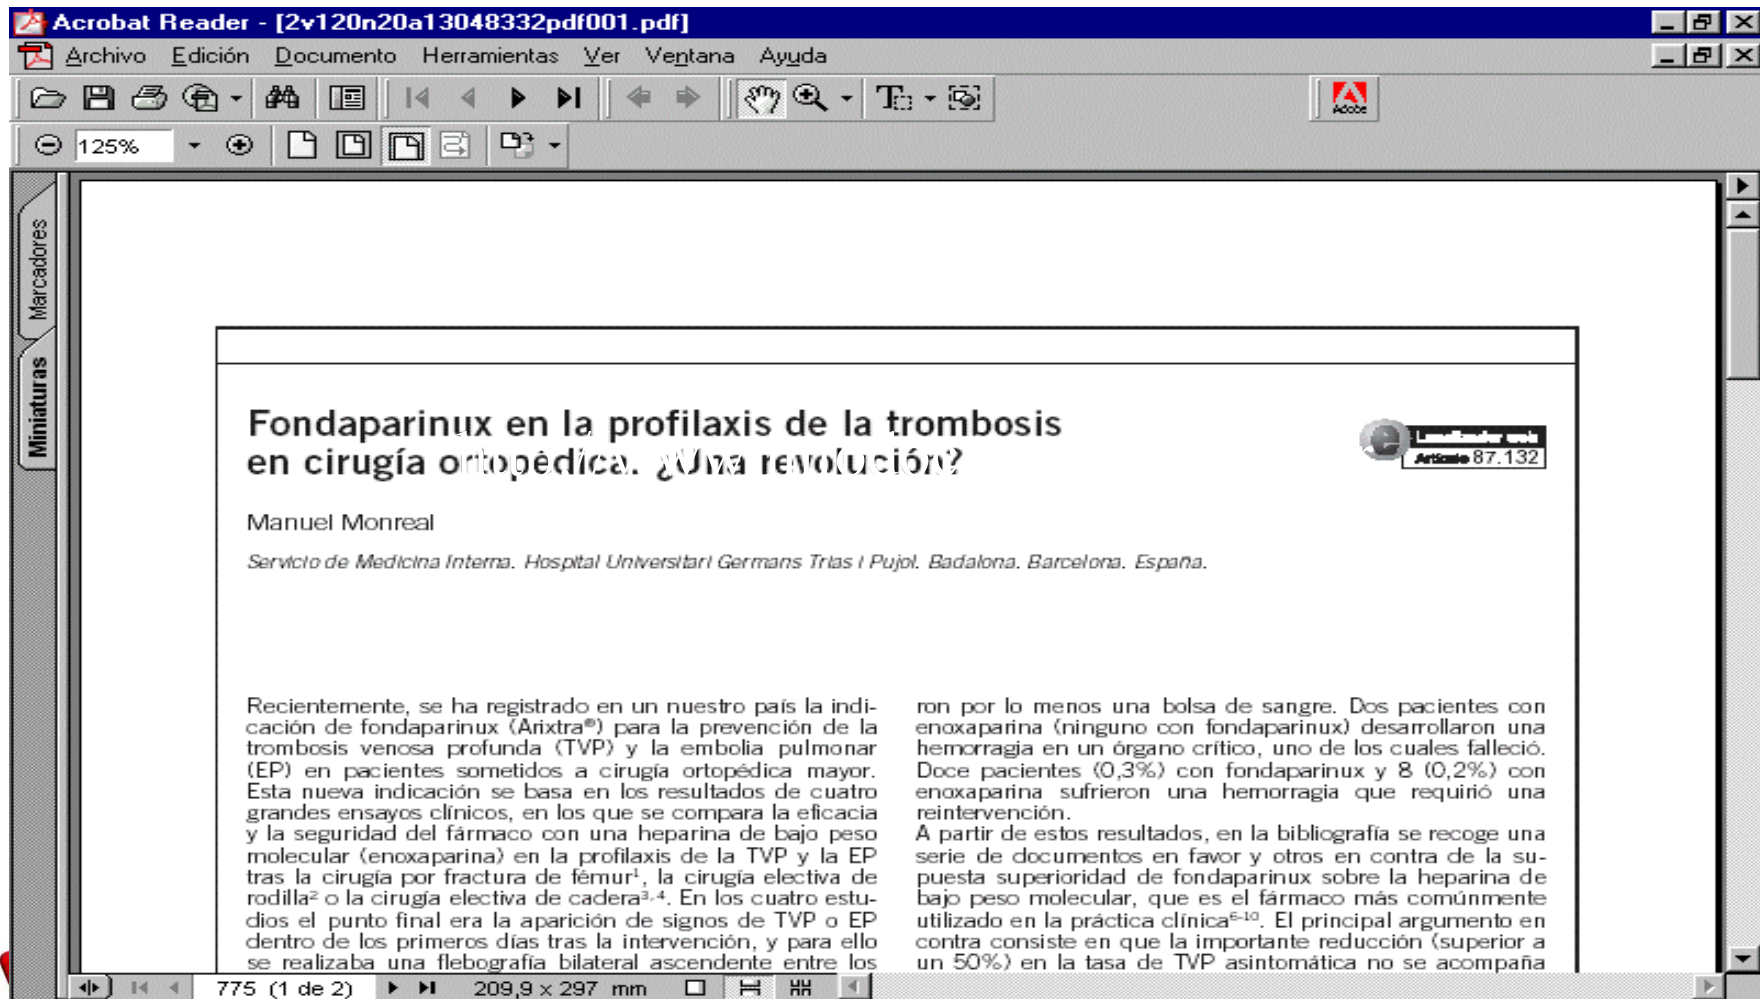 Acrobat Reader - [2v120n20a13048332pdf001.pdf]
Archivo Edición Documento Herramientas Ver Ventana Ayuda
Adobe
125%
Marcadores
Miniaturas
Fondaparinux en la profilaxis de la trombosis
en cirugía ortopédica. ¿Una revolución?
Localizador web
Artículo 87.132
Manuel Monreal
Servicio de Medicina Interna. Hospital Universitari Germans Trias i Pujol. Badalona. Barcelona. España.
Recientemente, se ha registrado en un nuestro país la indi-
cación de fondaparinux (Arixtra®) para la prevención de la
trombosis venosa profunda (TVP) y la embolia pulmonar
(EP) en pacientes sometidos a cirugía ortopédica mayor.
Esta nueva indicación se basa en los resultados de cuatro
grandes ensayos clínicos, en los que se compara la eficacia
y la seguridad del fármaco con una heparina de bajo peso
molecular (enoxaparina) en la profilaxis de la TVP y la EP
tras la cirugía por fractura de fémur1, la cirugía electiva de
rodilla2 o la cirugía electiva de cadera3,4. En los cuatro estu-
dios el punto final era la aparición de signos de TVP o EP
dentro de los primeros días tras la intervención, y para ello
se realizaba una flebografía bilateral ascendente entre los
ron por lo menos una bolsa de sangre. Dos pacientes con
enoxaparina (ninguno con fondaparinux) desarrollaron una
hemorragia en un órgano crítico, uno de los cuales falleció.
Doce pacientes (0,3%) con fondaparinux y 8 (0,2%) con
enoxaparina sufrieron una hemorragia que requirió una
reintervención.
A partir de estos resultados, en la bibliografía se recoge una
serie de documentos en favor y otros en contra de la su-
puesta superioridad de fondaparinux sobre la heparina de
bajo peso molecular, que es el fármaco más comúnmente
utilizado en la práctica clínica6-10. El principal argumento en
contra consiste en que la importante reducción (superior a
un 50%) en la tasa de TVP asintomática no se acompaña
775 (1 de 2) 209,9 x 297 mm